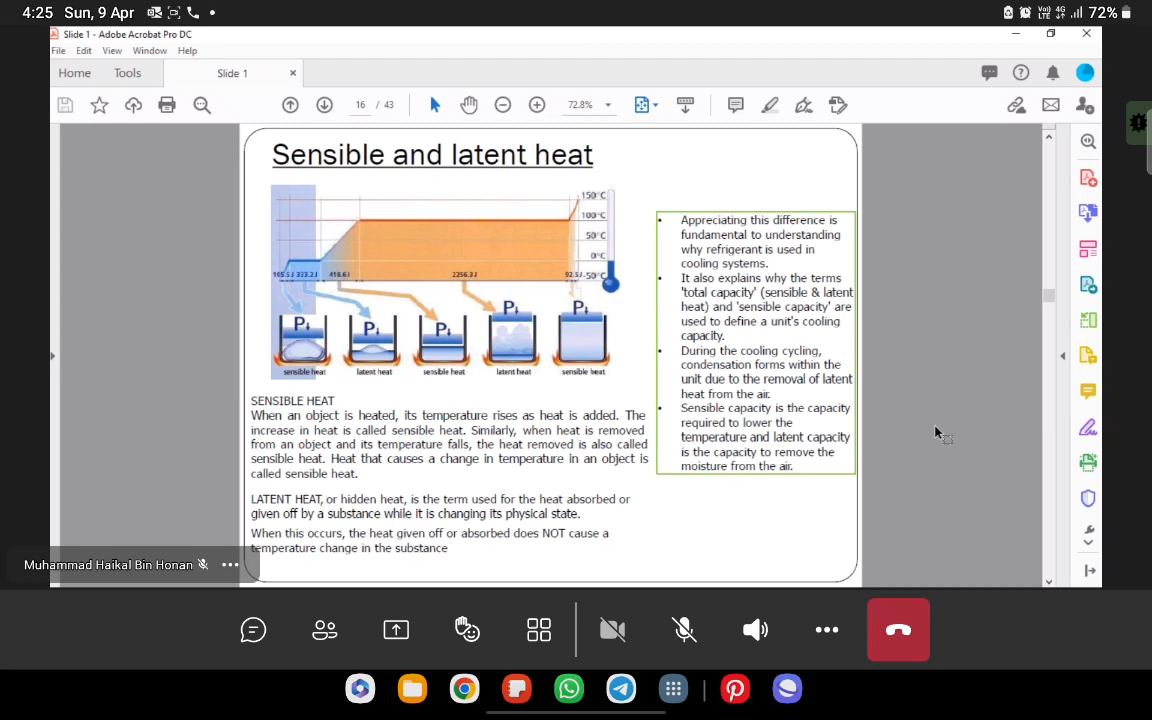 4:25 Sun, 9 Apr
72%
Slide 1 - Adobe Acrobat Pro DC
File Edit View Window Help
Home Tools Slide 1 ×
16 / 43 72.8%
Sensible and latent heat
150°C
100°C
50°C
0°C
-50°C
165.5J 323.2J 418.6J 2256.3J 92.5J
P↓ P↓ P↓ P↓ P↓
sensible heat latent heat sensible heat latent heat sensible heat
SENSIBLE HEAT
When an object is heated, its temperature rises as heat is added. The
increase in heat is called sensible heat. Similarly, when heat is removed
from an object and its temperature falls, the heat removed is also called
sensible heat. Heat that causes a change in temperature in an object is
called sensible heat.
LATENT HEAT, or hidden heat, is the term used for the heat absorbed or
given off by a substance while it is changing its physical state.
When this occurs, the heat given off or absorbed does NOT cause a
temperature change in the substance
• Appreciating this difference is
fundamental to understanding
why refrigerant is used in
cooling systems.
• It also explains why the terms
'total capacity' (sensible & latent
heat) and 'sensible capacity' are
used to define a unit's cooling
capacity.
• During the cooling cycling,
condensation forms within the
unit due to the removal of latent
heat from the air.
• Sensible capacity is the capacity
required to lower the
temperature and latent capacity
is the capacity to remove the
moisture from the air.
Muhammad Haikal Bin Honan